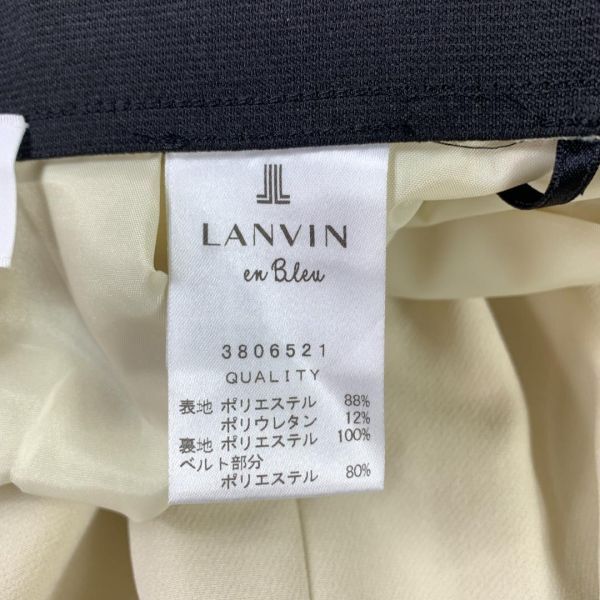 LANVIN
en Bleu
3806521
QUALITY
表地 ポリエステル 88%
ポリウレタン 12%
裏地 ポリエステル 100%
ベルト部分
ポリエステル 80%